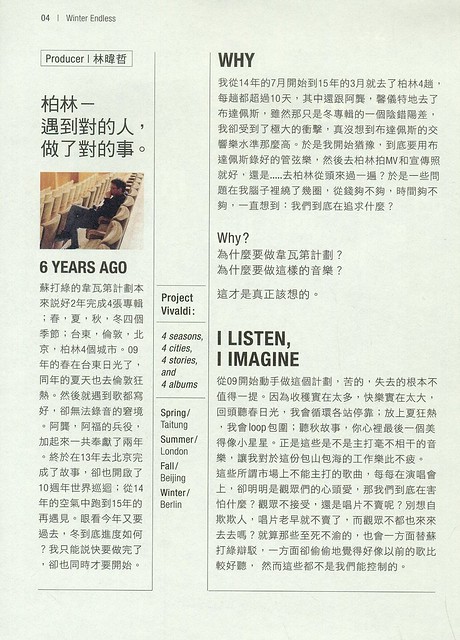 04 | Winter Endless
Producer | 林暐哲
柏林－
遇到對的人，
做了對的事。
6 YEARS AGO
蘇打綠的韋瓦第計劃本
來說好2年完成4張專輯
；春，夏，秋，冬四個
季節；台東，倫敦，北
京，柏林4個城市。09
年的春在台東日光了，
同年的夏天也去倫敦狂
熱。然後就遇到歌都寫
好，卻無法錄音的窘境
。阿龔，阿福的兵役，
加起來一共奉獻了兩年
。終於在13年去北京完
成了故事，卻也開啟了
10週年世界巡迴；從14
年的空氣中跑到15年的
再遇見。眼看今年又要
過去，冬到底進度如何
？我只能說快要做完了
，卻也同時才要開始。
Project
Vivaldi:
4 seasons,
4 cities,
4 stories,
and
4 albums
Spring/
Taitung
Summer/
London
Fall/
Beijing
Winter/
Berlin
WHY
我從14年的7月開始到15年的3月就去了柏林4趟，
每趟都超過10天，其中還跟阿龔，馨儀特地去了
布達佩斯，雖然那只是冬專輯的一個陰錯陽差，
我卻受到了極大的衝擊，真沒想到布達佩斯的交
響樂水準那麼高。於是我開始猶豫，到底要用布
達佩斯錄好的管弦樂，然後去柏林拍MV和宣傳照
就好，還是.....去柏林從頭來過一遍？於是一些問
題在我腦子裡繞了幾圈，從錢夠不夠，時間夠不
夠，一直想到：我們到底在追求什麼？
Why?
為什麼要做韋瓦第計劃？
為什麼要做這樣的音樂？
這才是真正該想的。
I LISTEN,
I IMAGINE
從09開始動手做這個計劃，苦的，失去的根本不
值得一提。因為收穫實在太多，快樂實在太大，
回頭聽春日光，我會循環各站停靠；放上夏狂熱
，我會loop包圍；聽秋故事，你心裡最後一個美
得像小星星。正是這些是不是主打毫不相干的音
樂，讓我對於這份包山包海的工作樂此不疲。
這些所謂市場上不能主打的歌曲，每每在演唱會
上，卻明明是觀眾們的心頭愛，那我們到底在害
怕什麼？觀眾不接受，還是唱片不賣呢？別想自
欺欺人，唱片老早就不賣了，而觀眾不都也來來
去去嗎？就算那些至死不渝的，也會一方面替蘇
打綠辯駁，一方面卻偷偷地覺得好像以前的歌比
較好聽， 然而這些都不是我們能控制的。